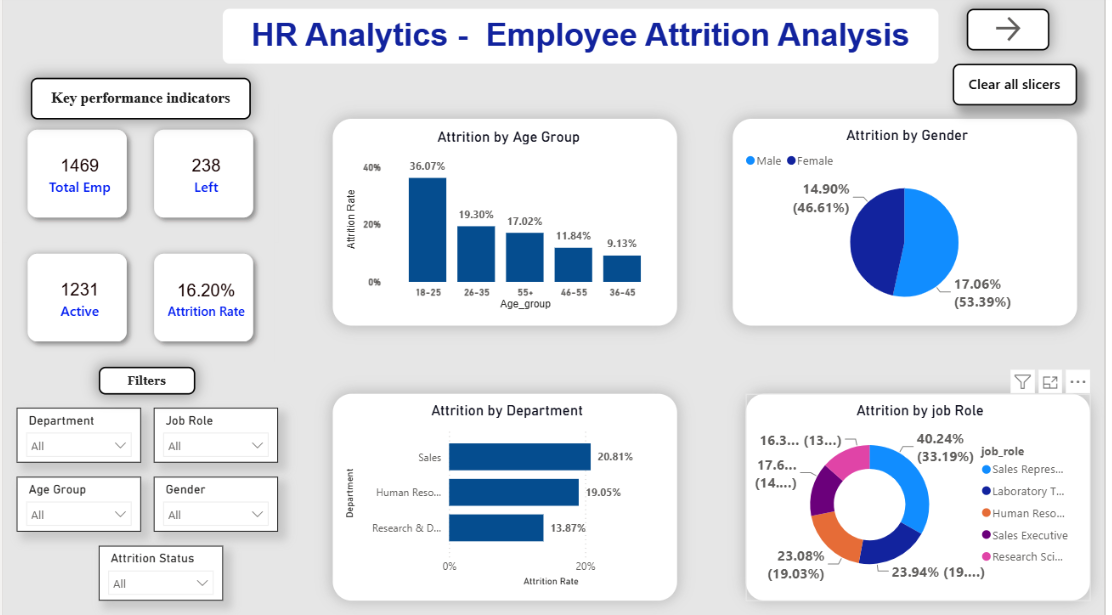 HR Analytics - Employee Attrition Analysis
Clear all slicers
Key performance indicators
1469
Total Emp
238
Left
1231
Active
16.20%
Attrition Rate
Filters
Department
All
Job Role
All
Age Group
All
Gender
All
Attrition Status
All
Attrition by Age Group
Attrition Rate
40%
20%
0%
36.07%
19.30%
17.02%
11.84%
9.13%
18-25
26-35
55+
46-55
36-45
Age_group
Attrition by Gender
Male
Female
14.90%
(46.61%)
17.06%
(53.39%)
Attrition by Department
Department
Sales
20.81%
Human Reso...
19.05%
Research & D...
13.87%
0%
20%
Attrition Rate
Attrition by job Role
16.3... (13...)
40.24%
(33.19%)
17.6...
(14....)
23.08%
(19.03%)
23.94% (19....)
job_role
Sales Repres...
Laboratory T...
Human Reso...
Sales Executive
Research Sci...